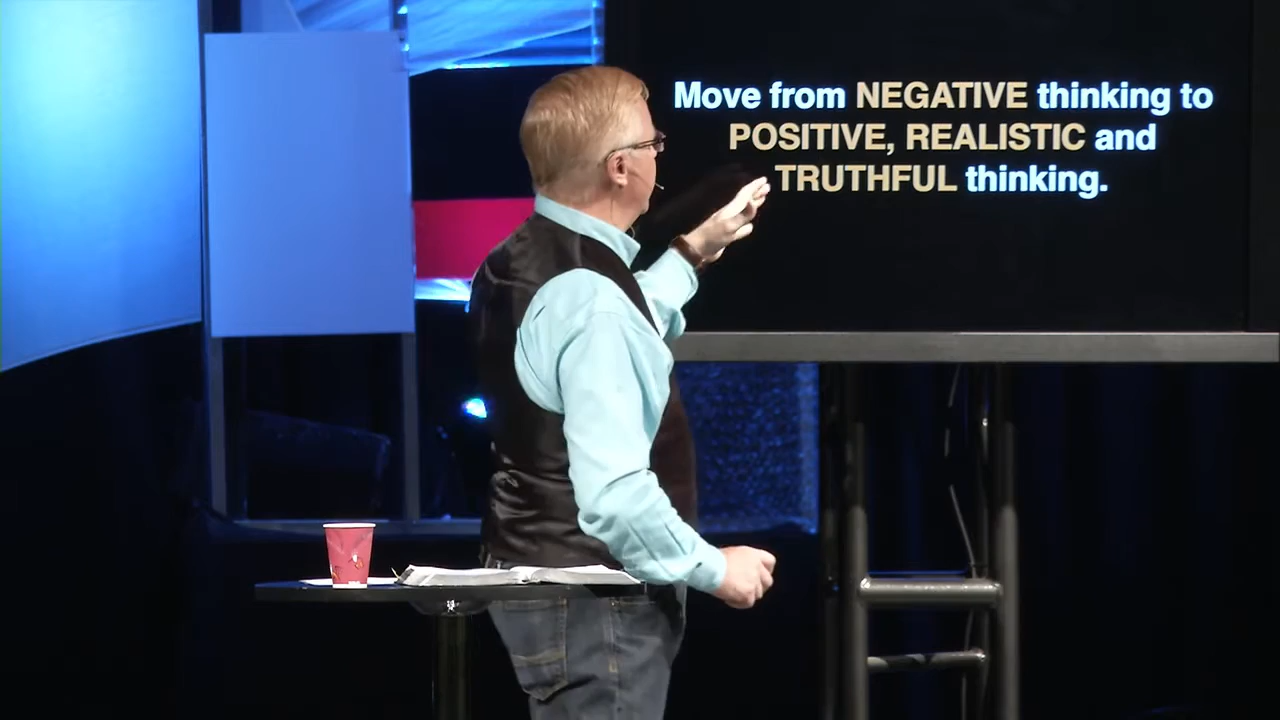 Move from NEGATIVE thinking to
POSITIVE, REALISTIC and
TRUTHFUL thinking.